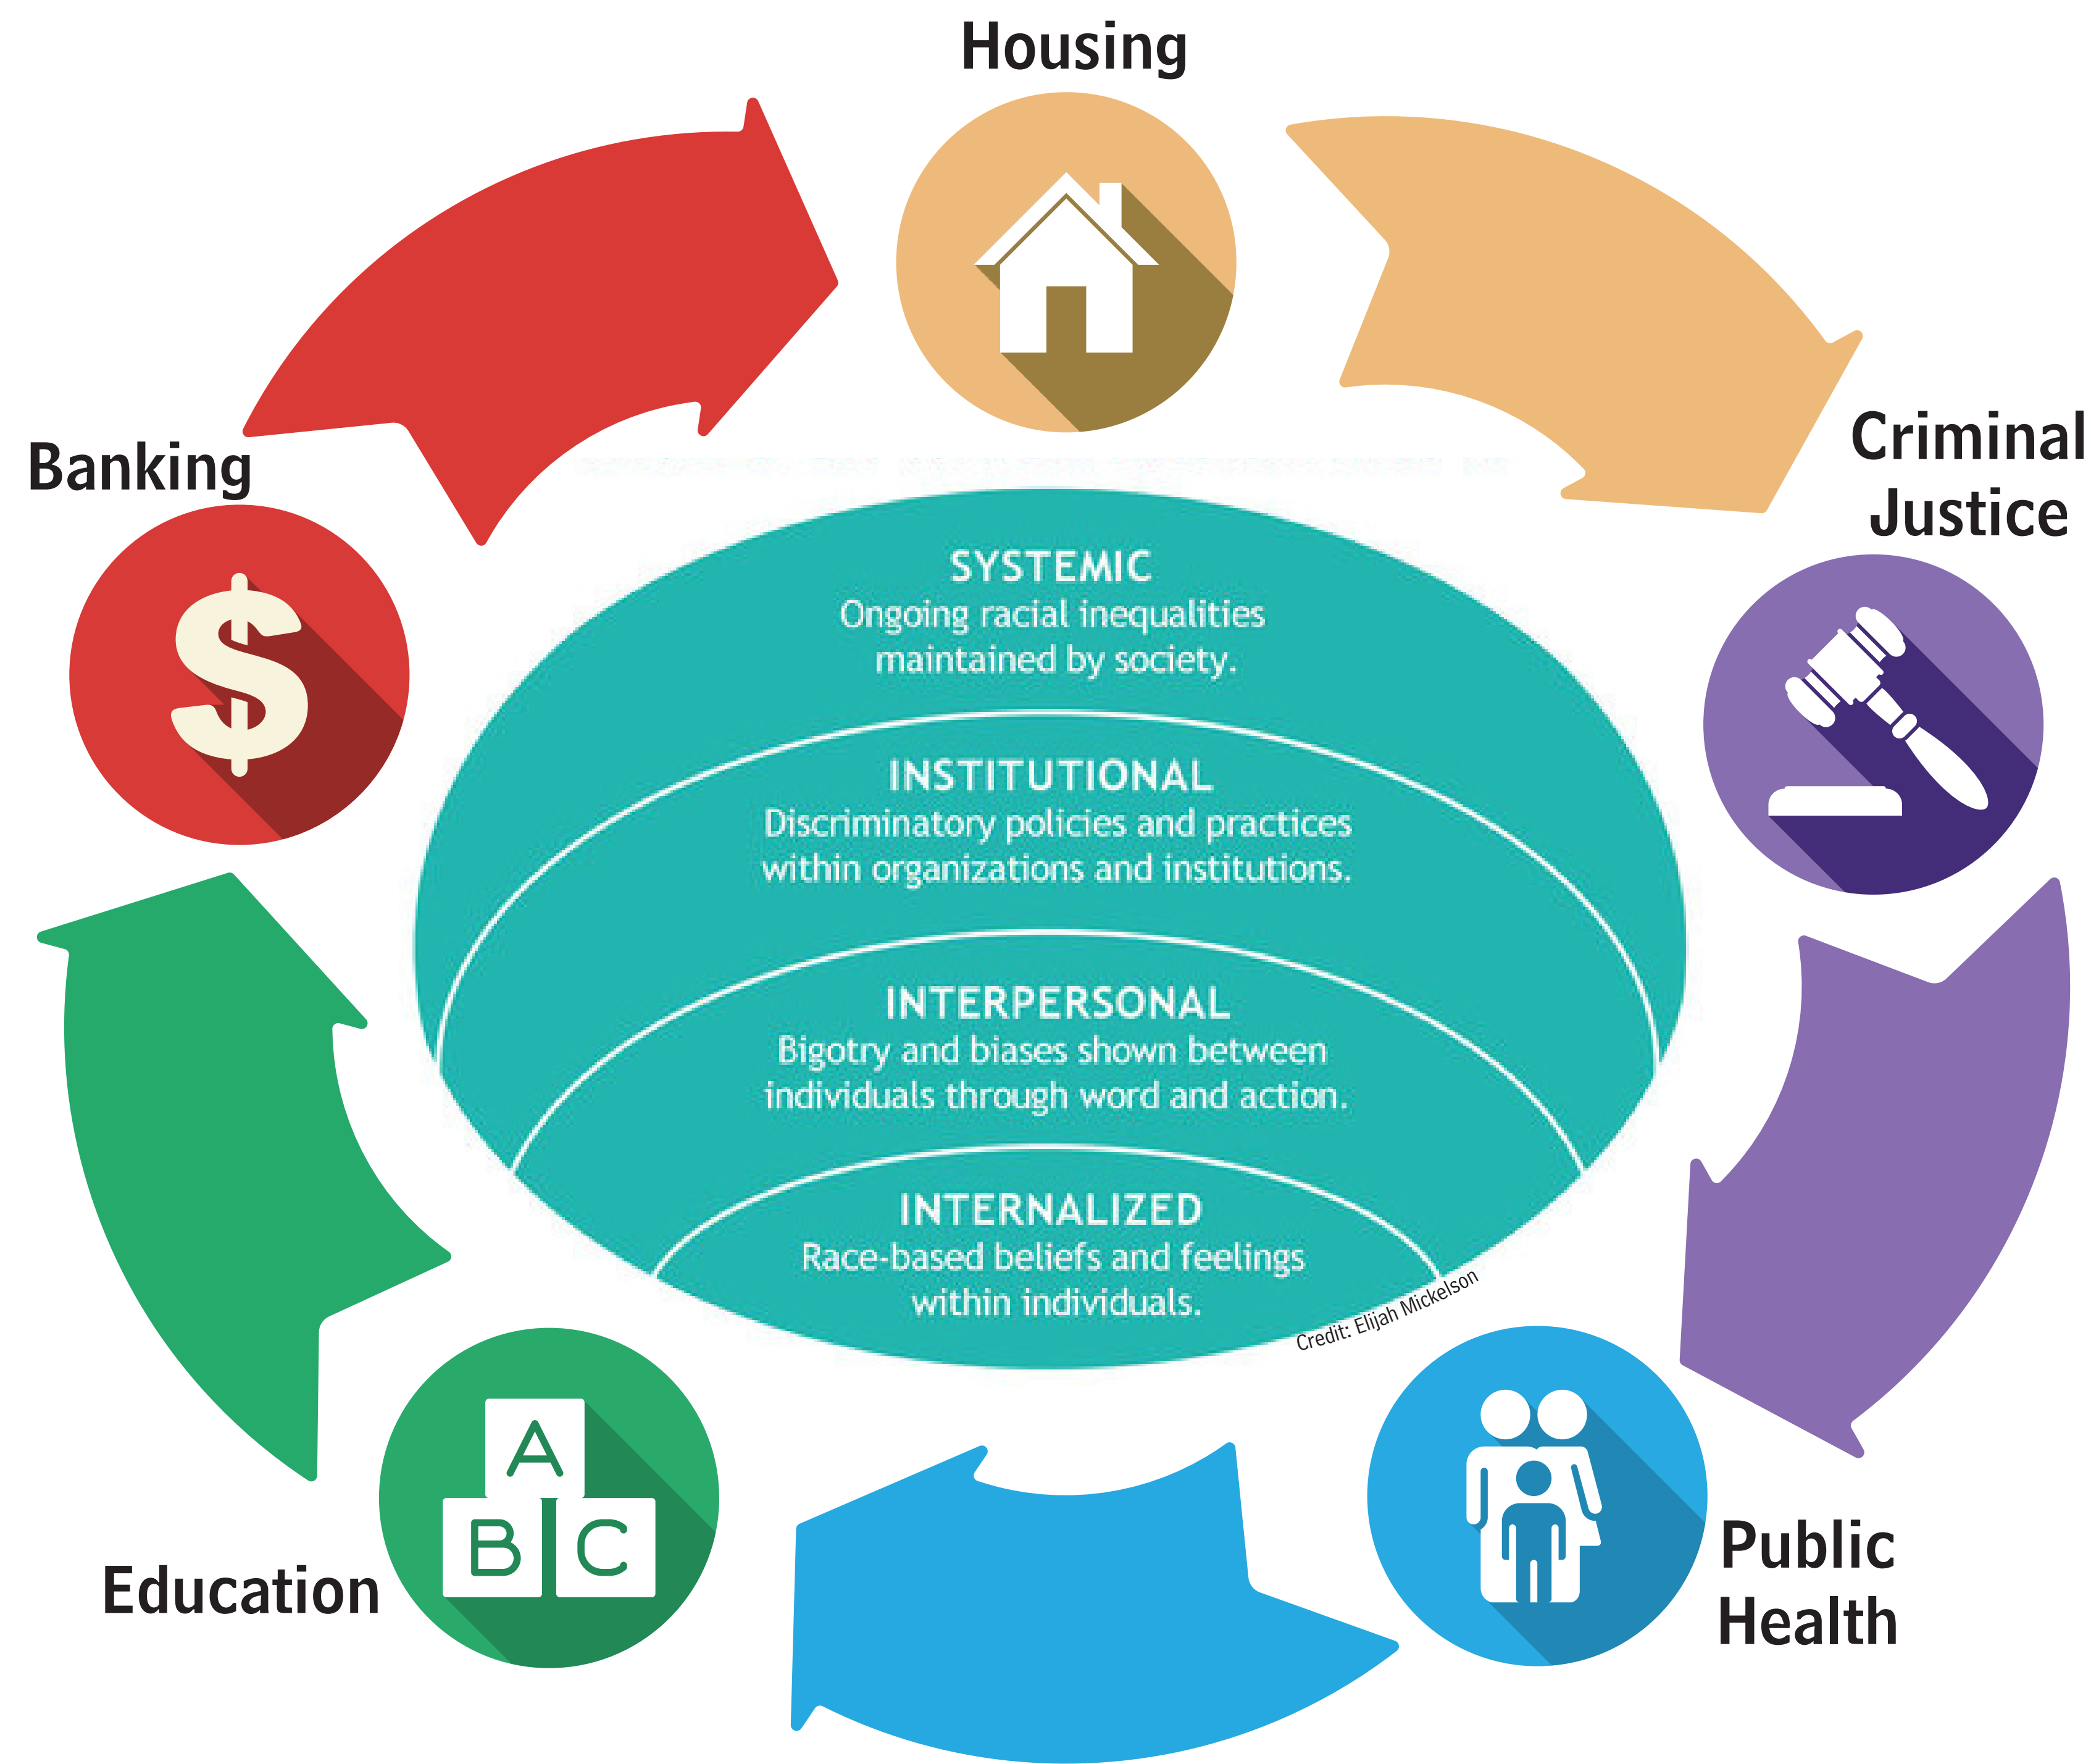 Housing
Banking
Criminal
Justice
SYSTEMIC
Ongoing racial inequalities
maintained by society.
INSTITUTIONAL
Discriminatory policies and practices
within organizations and institutions.
INTERPERSONAL
Bigotry and biases shown between
individuals through word and action.
INTERNALIZED
Race-based beliefs and feelings
within individuals.
Credit: Elijah Mickelson
A
B C
Education
Public
Health
$